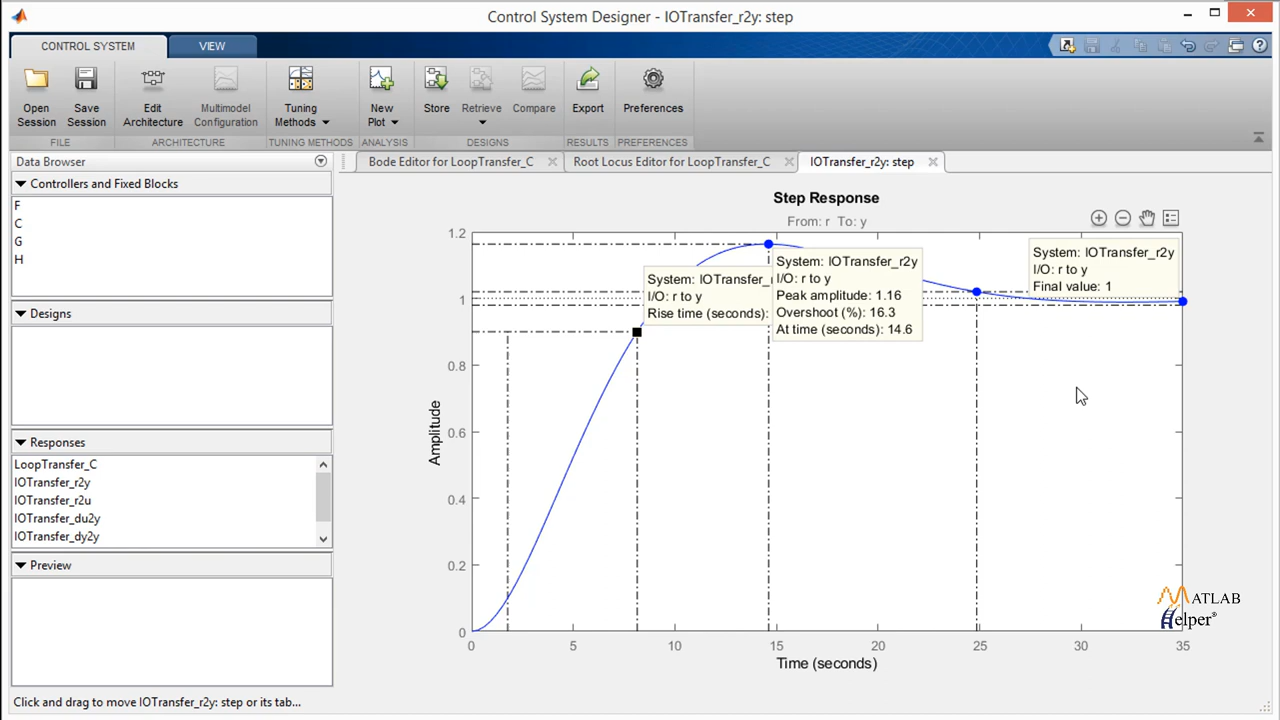 Control System Designer - IOTransfer_r2y: step
CONTROL SYSTEM
VIEW
Open Session
Save Session
Edit Architecture
Multimodel Configuration
Tuning Methods
New Plot
Store
Retrieve
Compare
Export
Preferences
FILE
ARCHITECTURE
TUNING METHODS
ANALYSIS
DESIGNS
RESULTS
PREFERENCES
Data Browser
Bode Editor for LoopTransfer_C
Root Locus Editor for LoopTransfer_C
IOTransfer_r2y: step
Controllers and Fixed Blocks
F
C
G
H
Designs
Responses
LoopTransfer_C
IOTransfer_r2y
IOTransfer_r2u
IOTransfer_du2y
IOTransfer_dy2y
Preview
Step Response
From: r To: y
System: IOTransfer_
I/O: r to y
Rise time (seconds):
System: IOTransfer_r2y
I/O: r to y
Peak amplitude: 1.16
Overshoot (%): 16.3
At time (seconds): 14.6
System: IOTransfer_r2y
I/O: r to y
Final value: 1
1.2
1
0.8
0.6
0.4
0.2
0
Amplitude
0
5
10
15
20
25
30
35
Time (seconds)
MATLAB
Helper®
Click and drag to move IOTransfer_r2y: step or its tab...